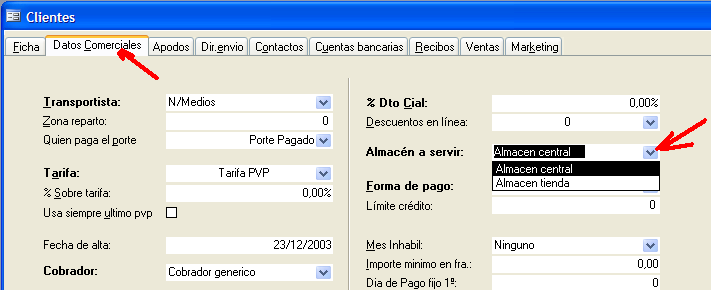 Clientes
Ficha Datos Comerciales Apodos Dir.envio Contactos Cuentas bancarias Recibos Ventas Marketing
Transportista: N/Medios
Zona reparto: 0
Quien paga el porte Porte Pagado
Tarifa: Tarifa PVP
% Sobre tarifa: 0,00%
Usa siempre ultimo pvp
Fecha de alta: 23/12/2003
Cobrador: Cobrador generico
% Dto Cial: 0,00%
Descuentos en línea: 0
Almacén a servir: Almacen central
Almacen central
Almacen tienda
Forma de pago:
Límite crédito: 0
Mes Inhabil: Ninguno
Importe minimo en fra.: 0,00
Dia de Pago fijo 1º: 0